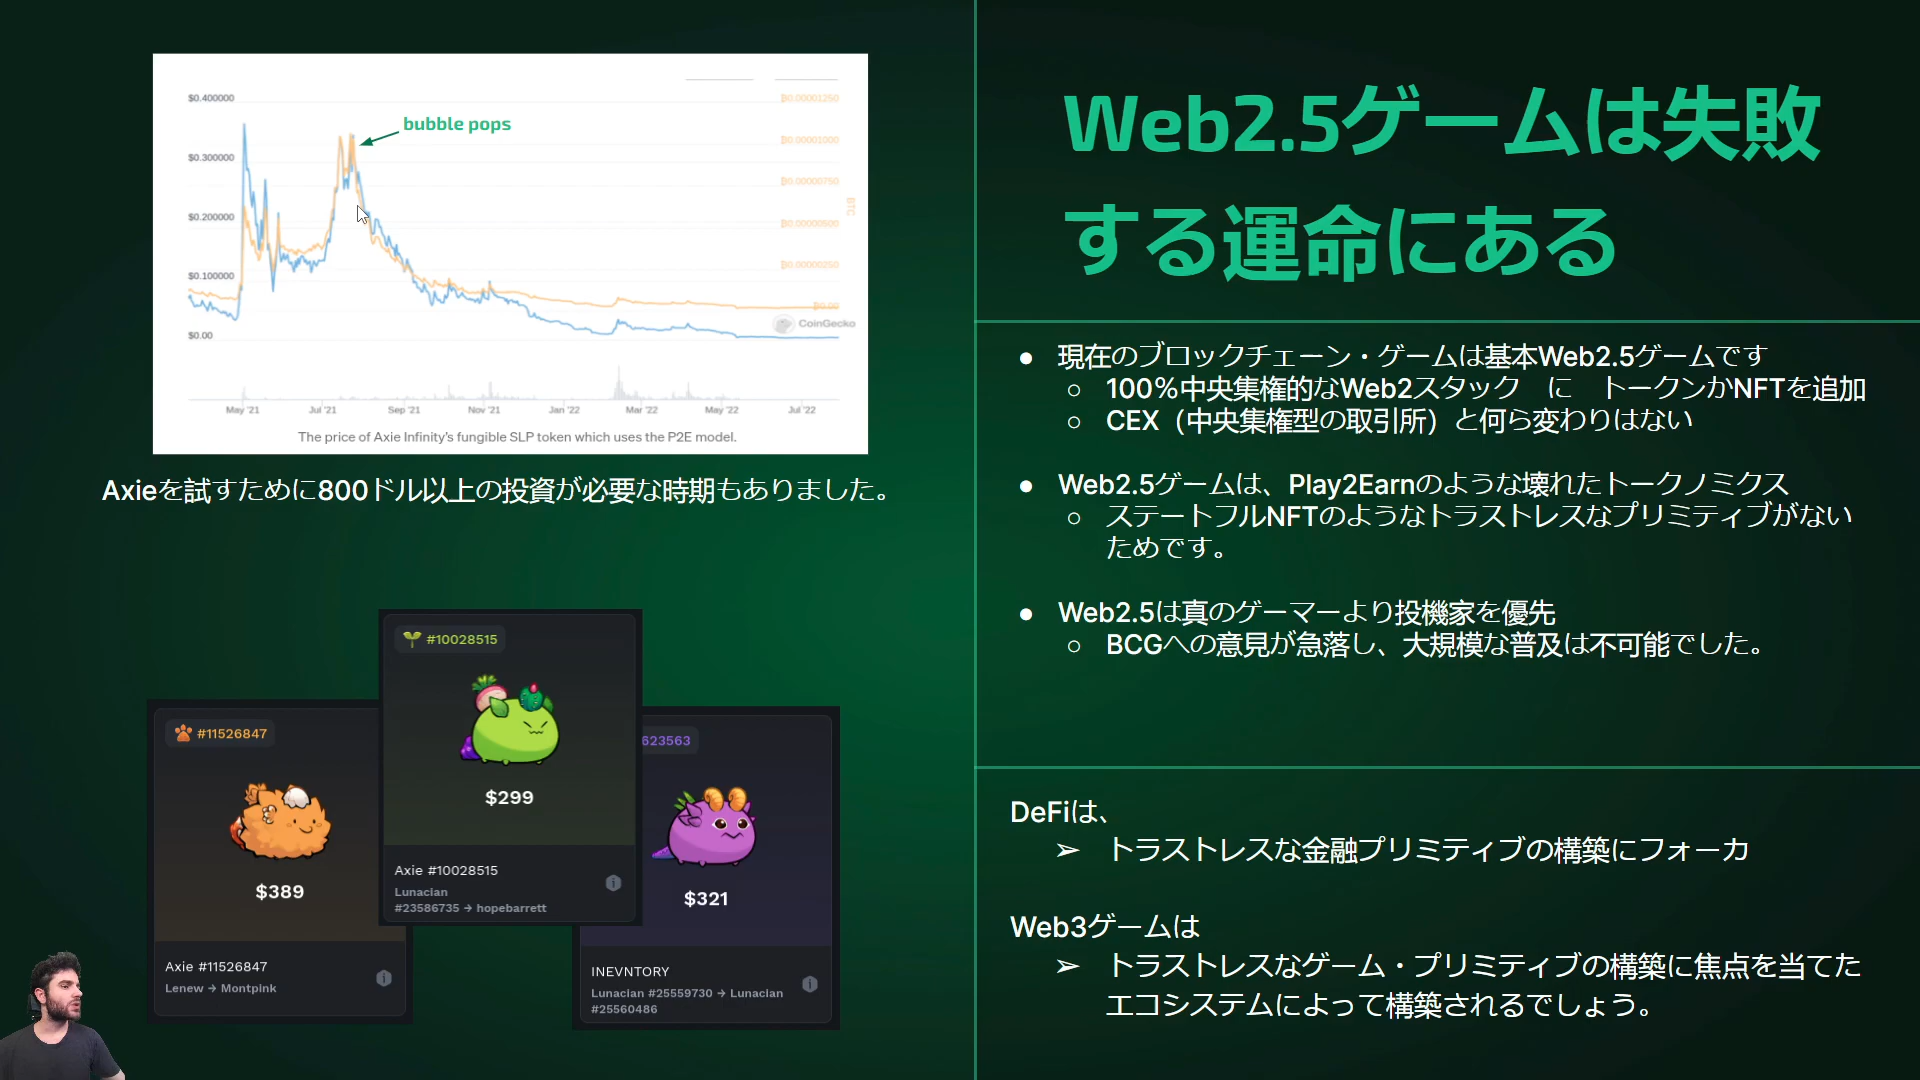 $0.400000
$0.300000
$0.200000
$0.100000
$0.00
bubble pops
₿0.00001250
₿0.00001000
₿0.00000750
₿0.00000500
₿0.00000250
₿0.00
BTC
CoinGecko
May '21
Jul '21
Sep '21
Nov '21
Jan '22
Mar '22
May '22
Jul '22
The price of Axie Infinity's fungible SLP token which uses the P2E model.
Axieを試すために800ドル以上の投資が必要な時期もありました。
#11526847
$389
Axie #11526847
Lenew → Montpink
#10028515
$299
Axie #10028515
Lunacian
#23586735 → hopebarrett
623563
$321
INEVNTORY
Lunacian #25559730 → Lunacian
#25560486
Web2.5ゲームは失敗
する運命にある
● 現在のブロックチェーン・ゲームは基本Web2.5ゲームです
○ 100%中央集権的なWeb2スタック　に　トークンかNFTを追加
○ CEX（中央集権型の取引所）と何ら変わりはない
● Web2.5ゲームは、Play2Earnのような壊れたトークノミクス
○ ステートフルNFTのようなトラストレスなプリミティブがない
ためです。
● Web2.5は真のゲーマーより投機家を優先
○ BCGへの意見が急落し、大規模な普及は不可能でした。
DeFiは、
➢ トラストレスな金融プリミティブの構築にフォーカ
Web3ゲームは
➢ トラストレスなゲーム・プリミティブの構築に焦点を当てた
エコシステムによって構築されるでしょう。